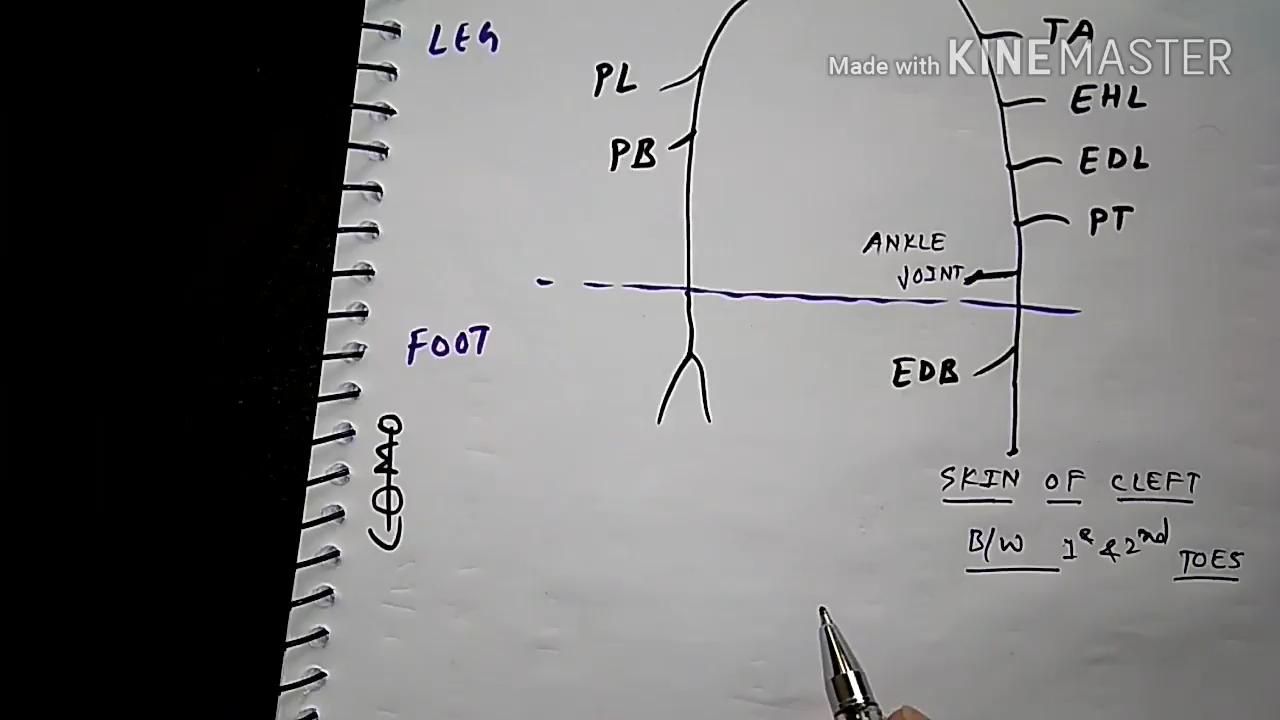 LEG
TA
Made with KINEMASTER
PL
EHL
PB
EDL
PT
ANKLE
JOINT
FOOT
EDB
SKIN OF CLEFT
B/W 1st & 2nd TOES